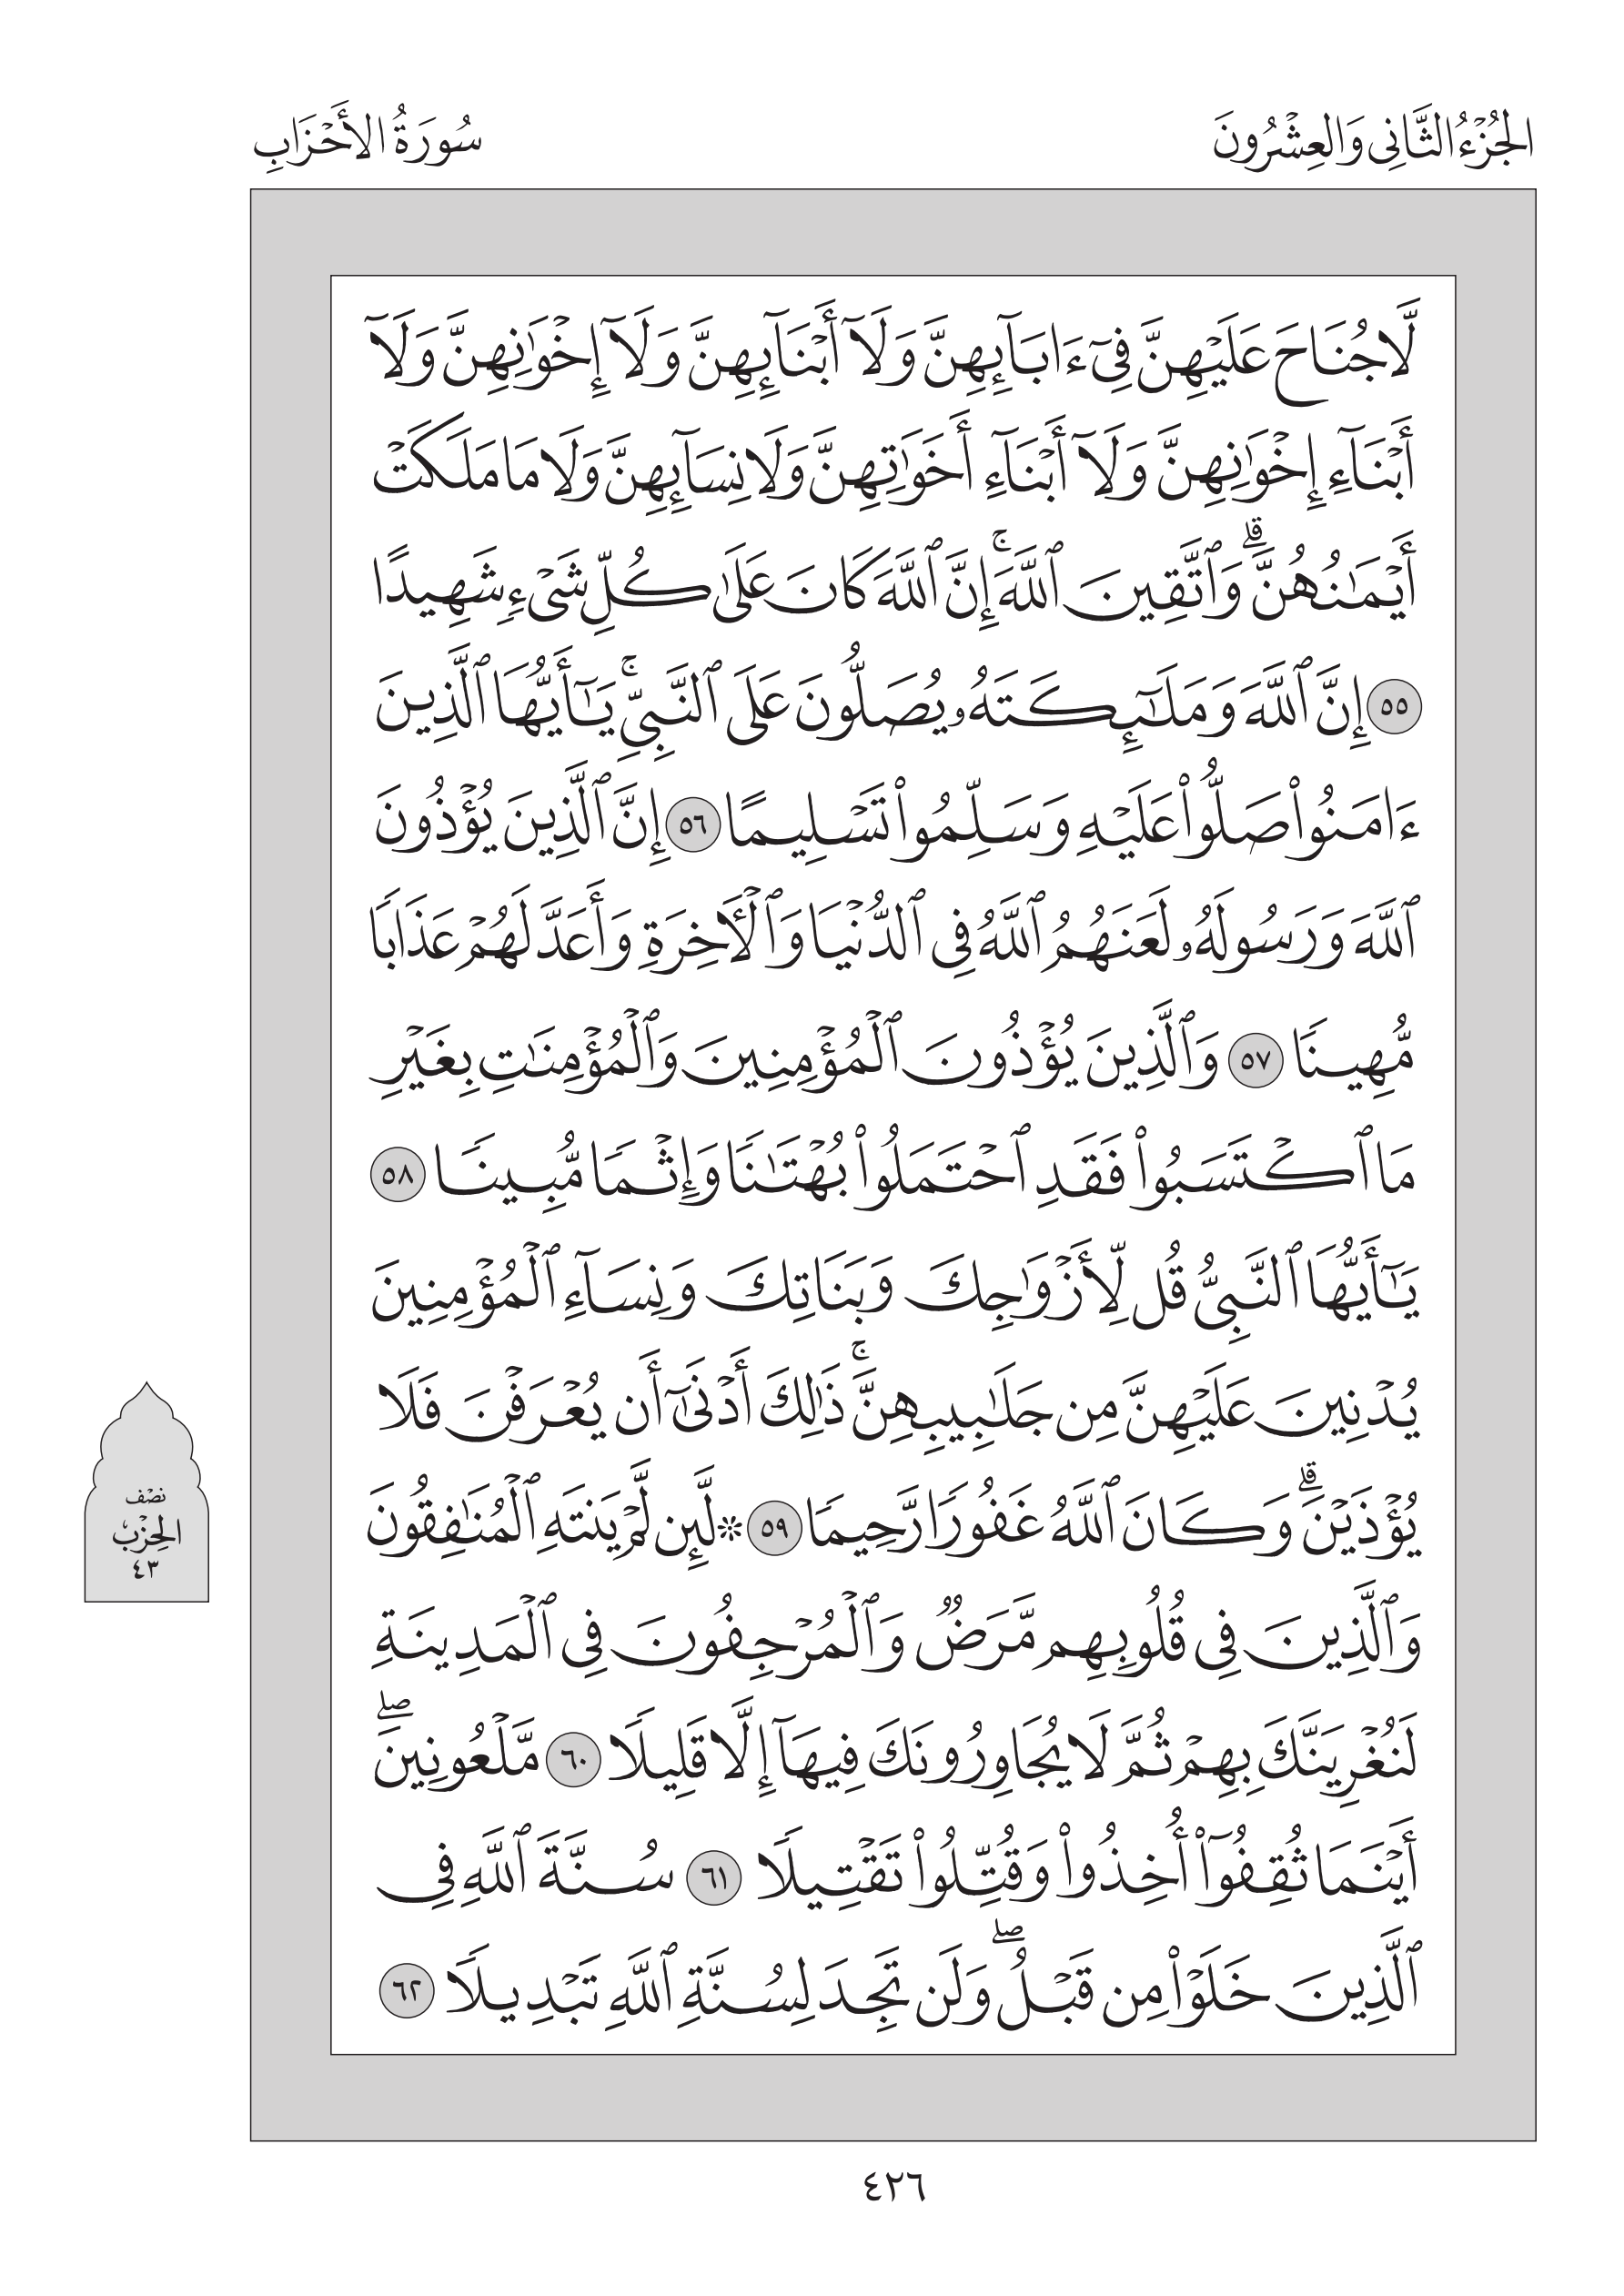 الجُزْءُ الثَّانِي وَالعِشْرُونَ
سُورَةُ الأَحْزَابِ
لَّا جُنَاحَ عَلَيْهِنَّ فِىٓ ءَابَآئِهِنَّ وَلَآ أَبْنَآئِهِنَّ وَلَآ إِخْوَٰنِهِنَّ وَلَآ
أَبْنَآءِ إِخْوَٰنِهِنَّ وَلَآ أَبْنَآءِ أَخَوَٰتِهِنَّ وَلَا نِسَآئِهِنَّ وَلَا مَا مَلَكَتْ
أَيْمَٰنُهُنَّۗ وَٱتَّقِينَ ٱللَّهَۚ إِنَّ ٱللَّهَ كَانَ عَلَىٰ كُلِّ شَىْءٍ شَهِيدًا
٥٥ إِنَّ ٱللَّهَ وَمَلَٰٓئِكَتَهُۥ يُصَلُّونَ عَلَى ٱلنَّبِىِّۚ يَٰٓأَيُّهَا ٱلَّذِينَ
ءَامَنُوا۟ صَلُّوا۟ عَلَيْهِ وَسَلِّمُوا۟ تَسْلِيمًا ٥٦ إِنَّ ٱلَّذِينَ يُؤْذُونَ
ٱللَّهَ وَرَسُولَهُۥ لَعَنَهُمُ ٱللَّهُ فِى ٱلدُّنْيَا وَٱلْءَاخِرَةِ وَأَعَدَّ لَهُمْ عَذَابًا
مُّهِينًا ٥٧ وَٱلَّذِينَ يُؤْذُونَ ٱلْمُؤْمِنِينَ وَٱلْمُؤْمِنَٰتِ بِغَيْرِ
مَا ٱكْتَسَبُوا۟ فَقَدِ ٱحْتَمَلُوا۟ بُهْتَٰنًا وَإِثْمًا مُّبِينًا ٥٨
يَٰٓأَيُّهَا ٱلنَّبِىُّ قُل لِّأَزْوَٰجِكَ وَبَنَاتِكَ وَنِسَآءِ ٱلْمُؤْمِنِينَ
يُدْنِينَ عَلَيْهِنَّ مِن جَلَٰبِيبِهِنَّۚ ذَٰلِكَ أَدْنَىٰٓ أَن يُعْرَفْنَ فَلَا
يُؤْذَيْنَۗ وَكَانَ ٱللَّهُ غَفُورًا رَّحِيمًا ٥٩ ۞ لَّئِن لَّمْ يَنتَهِ ٱلْمُنَٰفِقُونَ
وَٱلَّذِينَ فِى قُلُوبِهِم مَّرَضٌ وَٱلْمُرْجِفُونَ فِى ٱلْمَدِينَةِ
لَنُغْرِيَنَّكَ بِهِمْ ثُمَّ لَا يُجَاوِرُونَكَ فِيهَآ إِلَّا قَلِيلًا ٦٠ مَّلْعُونِينَۖ
أَيْنَمَا ثُقِفُوٓا۟ أُخِذُوا۟ وَقُتِّلُوا۟ تَقْتِيلًا ٦١ سُنَّةَ ٱللَّهِ فِى
ٱلَّذِينَ خَلَوْا۟ مِن قَبْلُۖ وَلَن تَجِدَ لِسُنَّةِ ٱللَّهِ تَبْدِيلًا ٦٢
نِصْف
الحِزْب
٤٣
٤٢٦